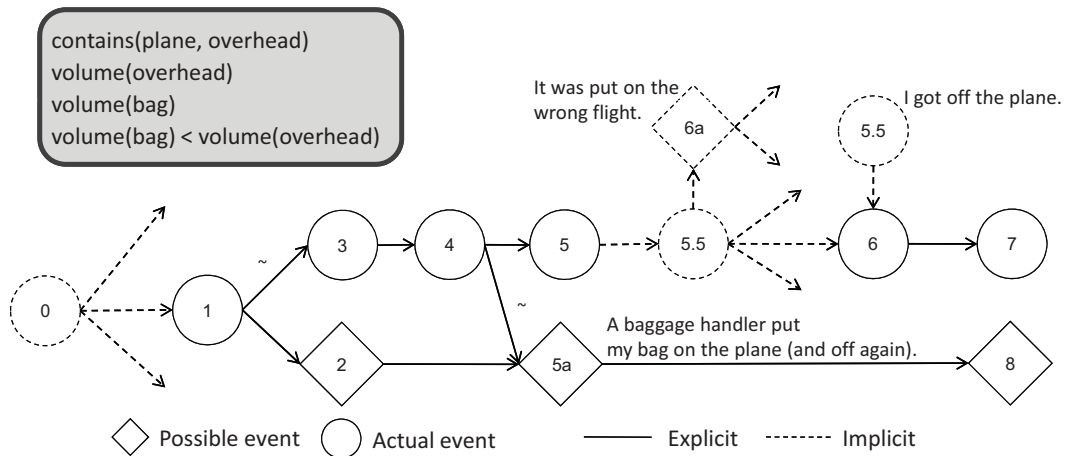 contains(plane, overhead)
volume(overhead)
volume(bag)
volume(bag) < volume(overhead)
It was put on the
wrong flight.
6a
I got off the plane.
5.5
~
3
4
5
5.5
6
7
0
1
~
2
5a
A baggage handler put
my bag on the plane (and off again).
8
Possible event
Actual event
Explicit
Implicit